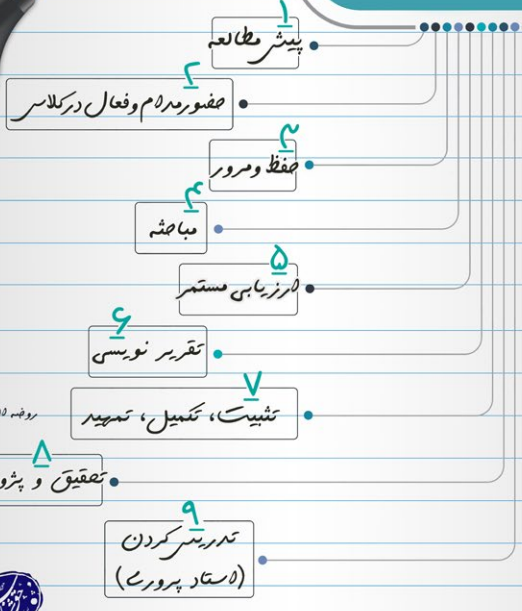 ۱
پیش مطالعه
۲
حضور مدام و فعال در کلاس
۳
حفظ و مرور
۴
مباحثه
۵
ارزیابی مستمر
۶
تقریر نویسی
۷
تثبیت، تکمیل، تمهید
روضه
۸
تحقیق و
۹
تدریس کردن
(استاد پروری)